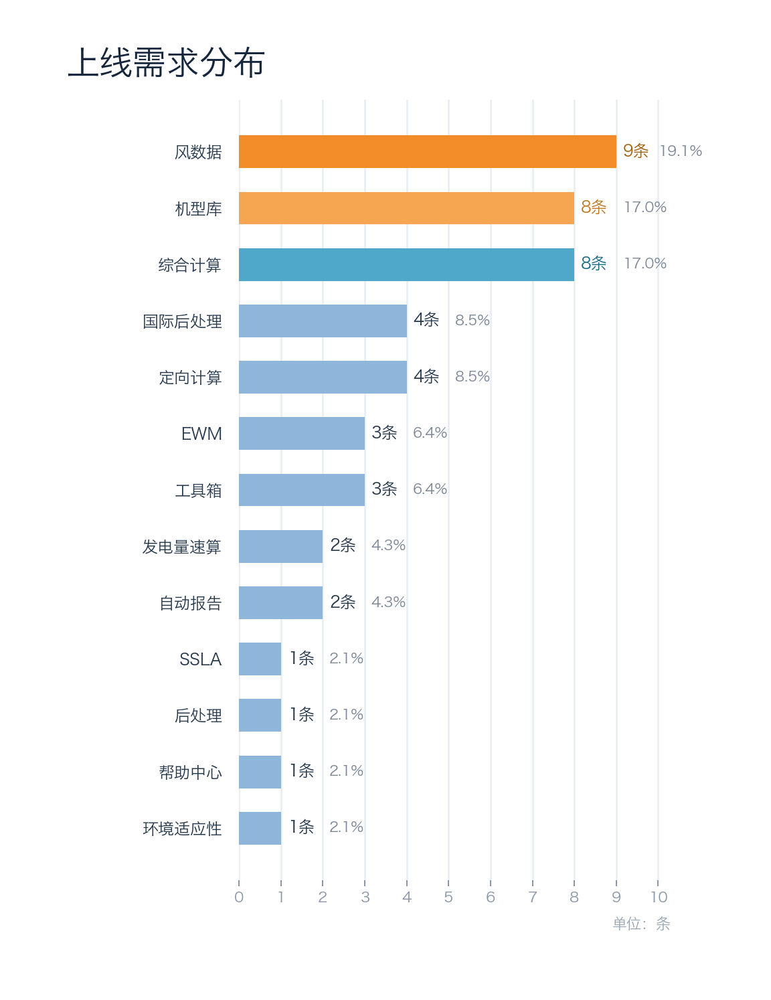 上线需求分布
风数据 9条 19.1%
机型库 8条 17.0%
综合计算 8条 17.0%
国际后处理 4条 8.5%
定向计算 4条 8.5%
EWM 3条 6.4%
工具箱 3条 6.4%
发电量速算 2条 4.3%
自动报告 2条 4.3%
SSLA 1条 2.1%
后处理 1条 2.1%
帮助中心 1条 2.1%
环境适应性 1条 2.1%
0 1 2 3 4 5 6 7 8 9 10
单位：条